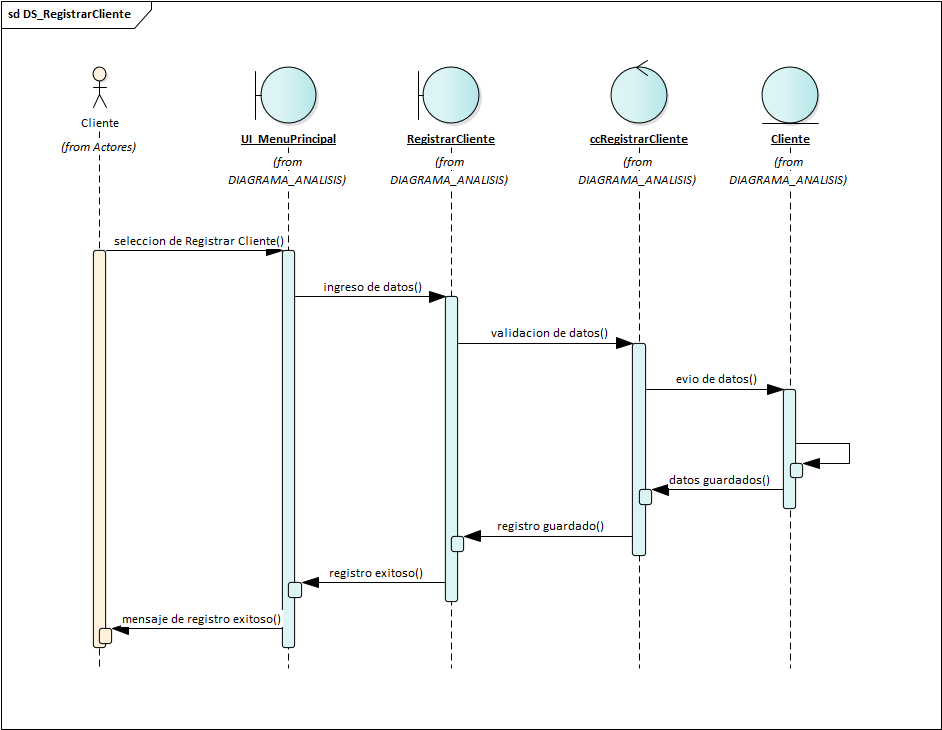 sd DS_RegistrarCliente
Cliente
(from Actores)
UI_MenuPrincipal
(from
DIAGRAMA_ANALISIS)
RegistrarCliente
(from
DIAGRAMA_ANALISIS)
ccRegistrarCliente
(from
DIAGRAMA_ANALISIS)
Cliente
(from
DIAGRAMA_ANALISIS)
seleccion de Registrar Cliente()
ingreso de datos()
validacion de datos()
evio de datos()
datos guardados()
registro guardado()
registro exitoso()
mensaje de registro exitoso()